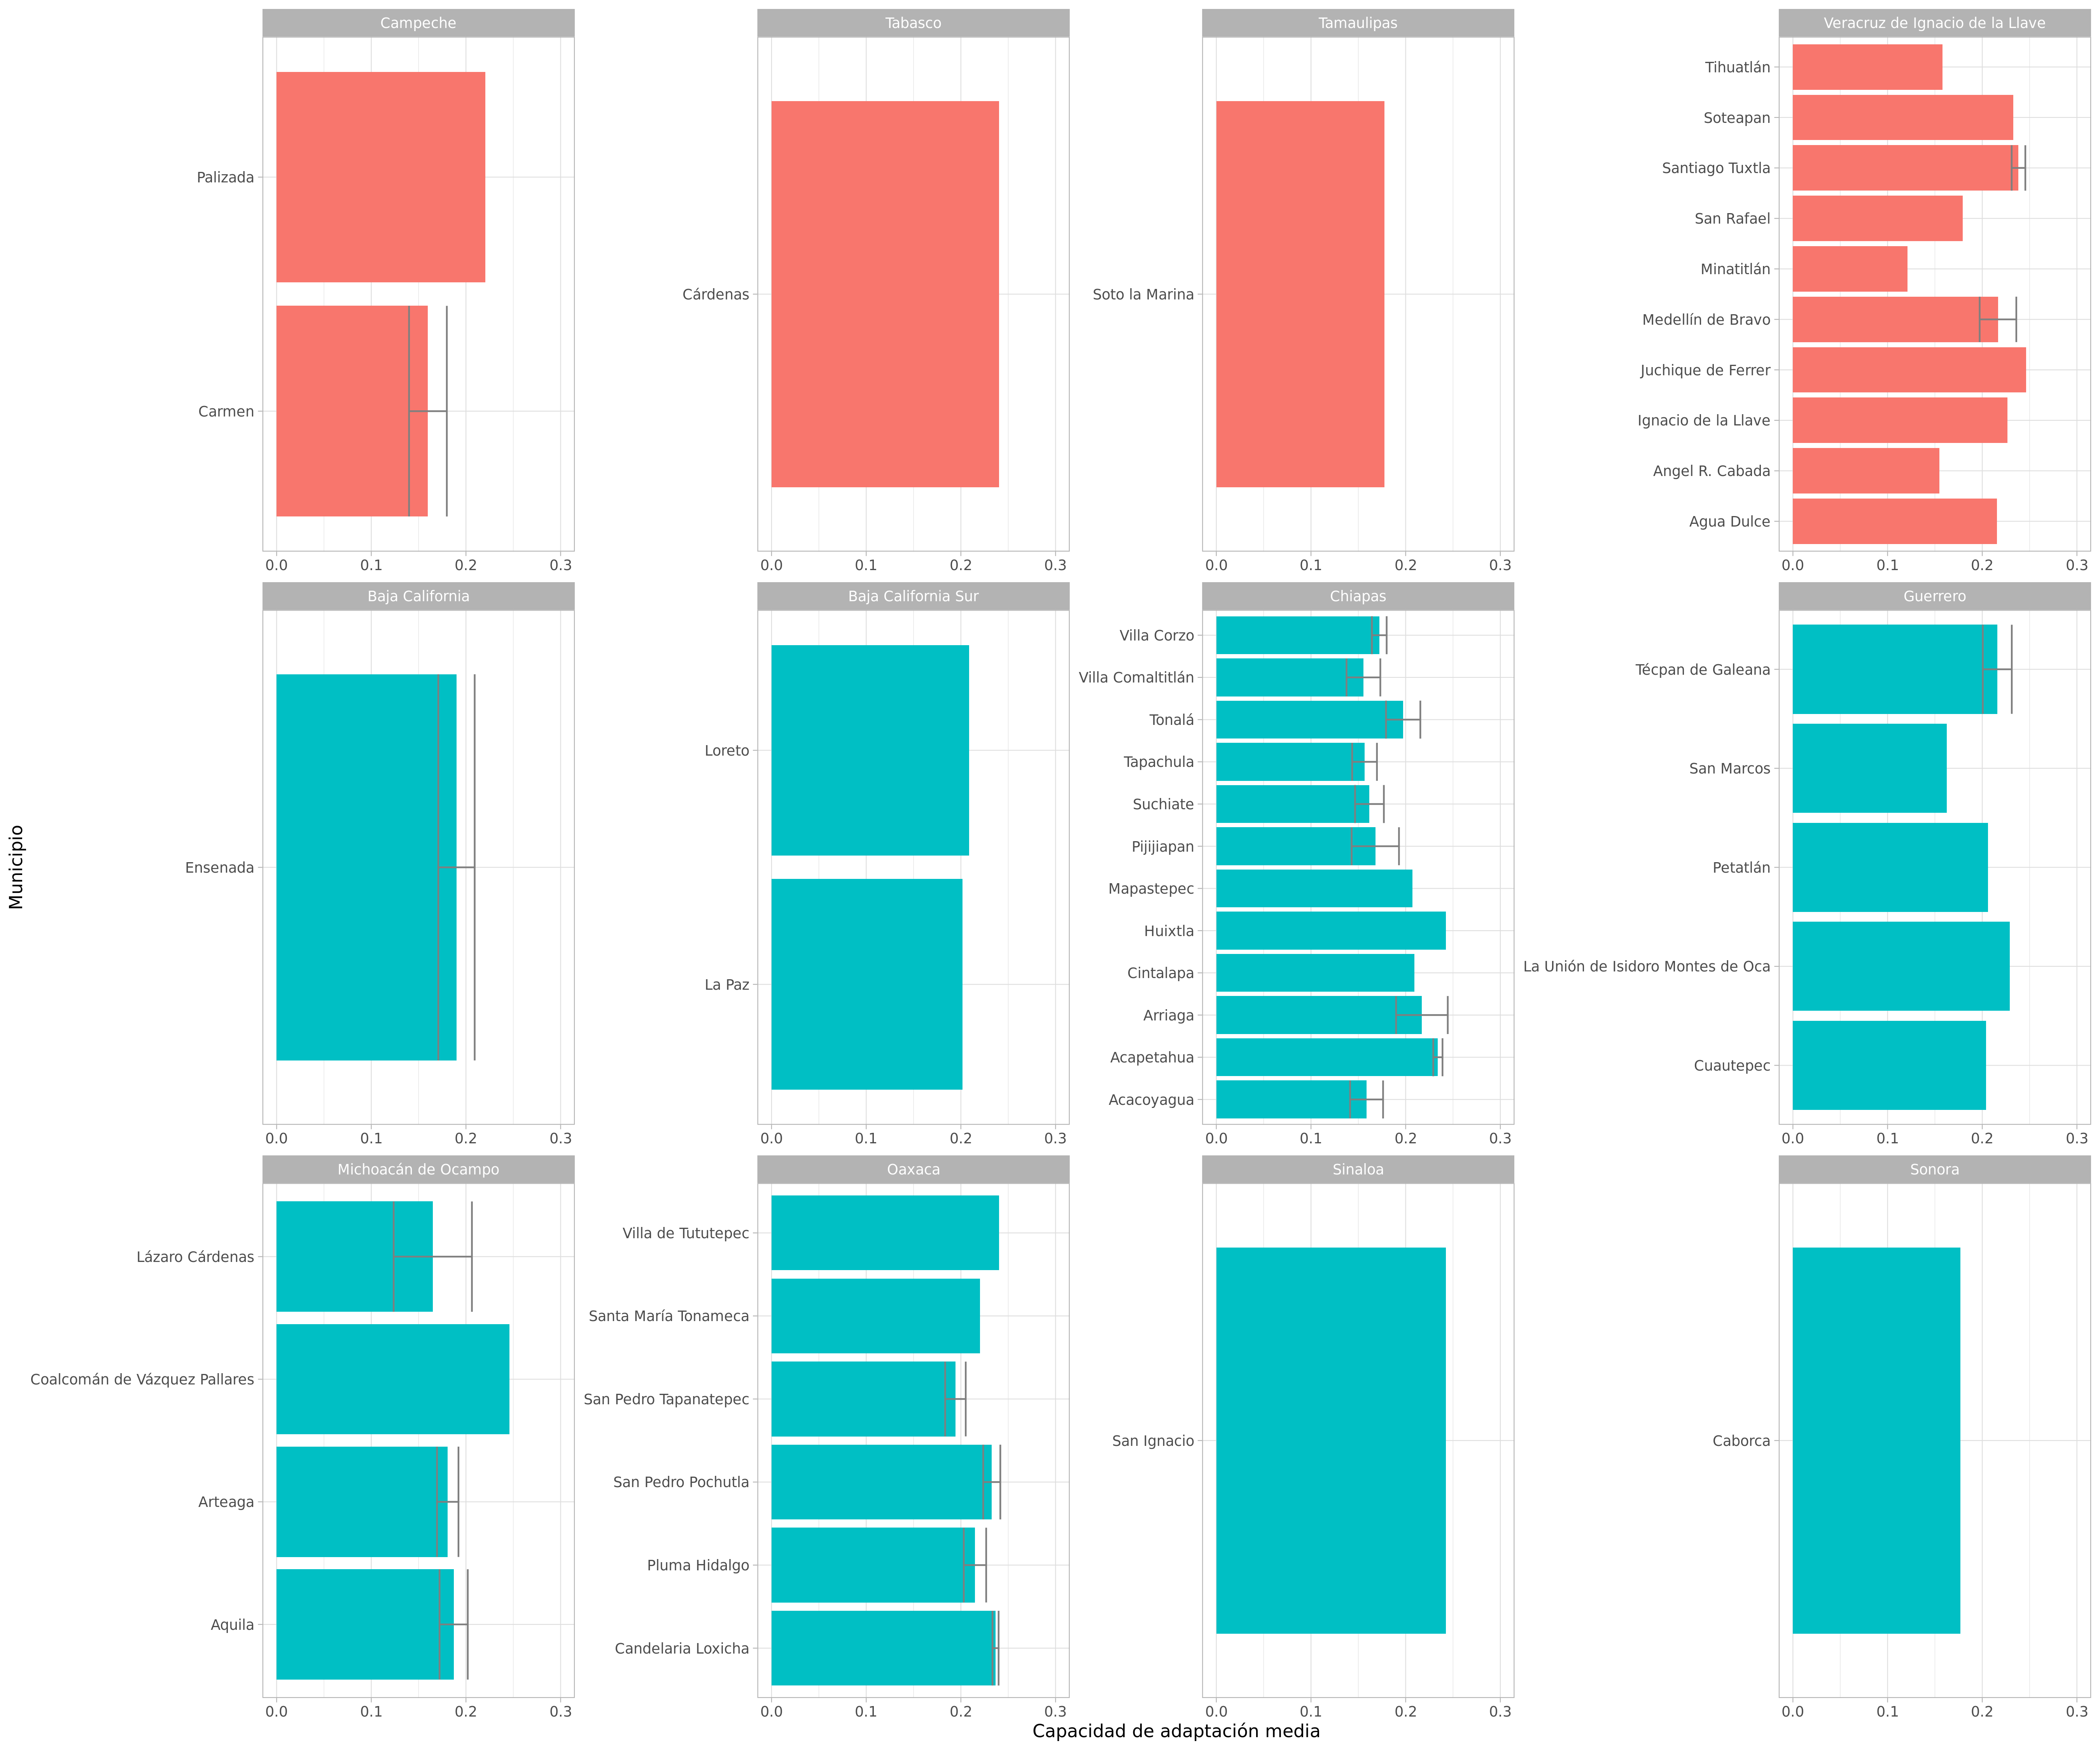 Campeche
Tabasco
Tamaulipas
Veracruz de Ignacio de la Llave
Palizada
Carmen
0.0 0.1 0.2 0.3
Cárdenas
0.0 0.1 0.2 0.3
Soto la Marina
0.0 0.1 0.2 0.3
Tihuatlán
Soteapan
Santiago Tuxtla
San Rafael
Minatitlán
Medellín de Bravo
Juchique de Ferrer
Ignacio de la Llave
Angel R. Cabada
Agua Dulce
0.0 0.1 0.2 0.3
Municipio
Baja California
Baja California Sur
Chiapas
Guerrero
Ensenada
0.0 0.1 0.2 0.3
Loreto
La Paz
0.0 0.1 0.2 0.3
Villa Corzo
Villa Comaltitlán
Tonalá
Tapachula
Suchiate
Pijijiapan
Mapastepec
Huixtla
Cintalapa
Arriaga
Acapetahua
Acacoyagua
0.0 0.1 0.2 0.3
Técpan de Galeana
San Marcos
Petatlán
La Unión de Isidoro Montes de Oca
Cuautepec
0.0 0.1 0.2 0.3
Michoacán de Ocampo
Oaxaca
Sinaloa
Sonora
Lázaro Cárdenas
Coalcomán de Vázquez Pallares
Arteaga
Aquila
0.0 0.1 0.2 0.3
Villa de Tututepec
Santa María Tonameca
San Pedro Tapanatepec
San Pedro Pochutla
Pluma Hidalgo
Candelaria Loxicha
0.0 0.1 0.2 0.3
San Ignacio
0.0 0.1 0.2 0.3
Caborca
0.0 0.1 0.2 0.3
Capacidad de adaptación media